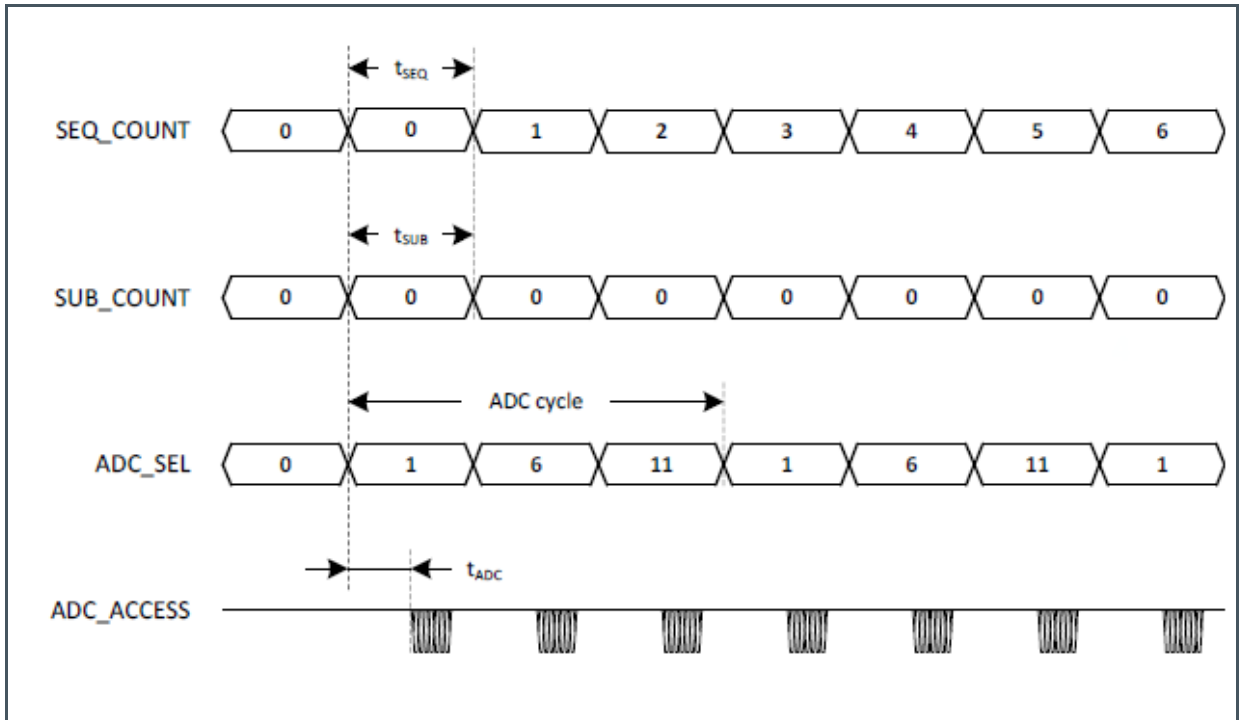 tSEQ
SEQ_COUNT 0 0 1 2 3 4 5 6
tSUB
SUB_COUNT 0 0 0 0 0 0 0 0
ADC cycle
ADC_SEL 0 1 6 11 1 6 11 1
tADC
ADC_ACCESS